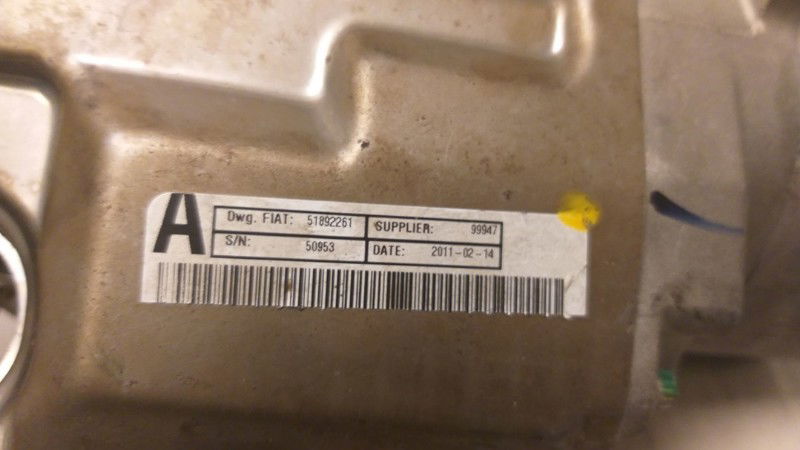 A
Dwg. FIAT: 51892261 SUPPLIER: 99947
S/N: 50953 DATE: 2011-02-14